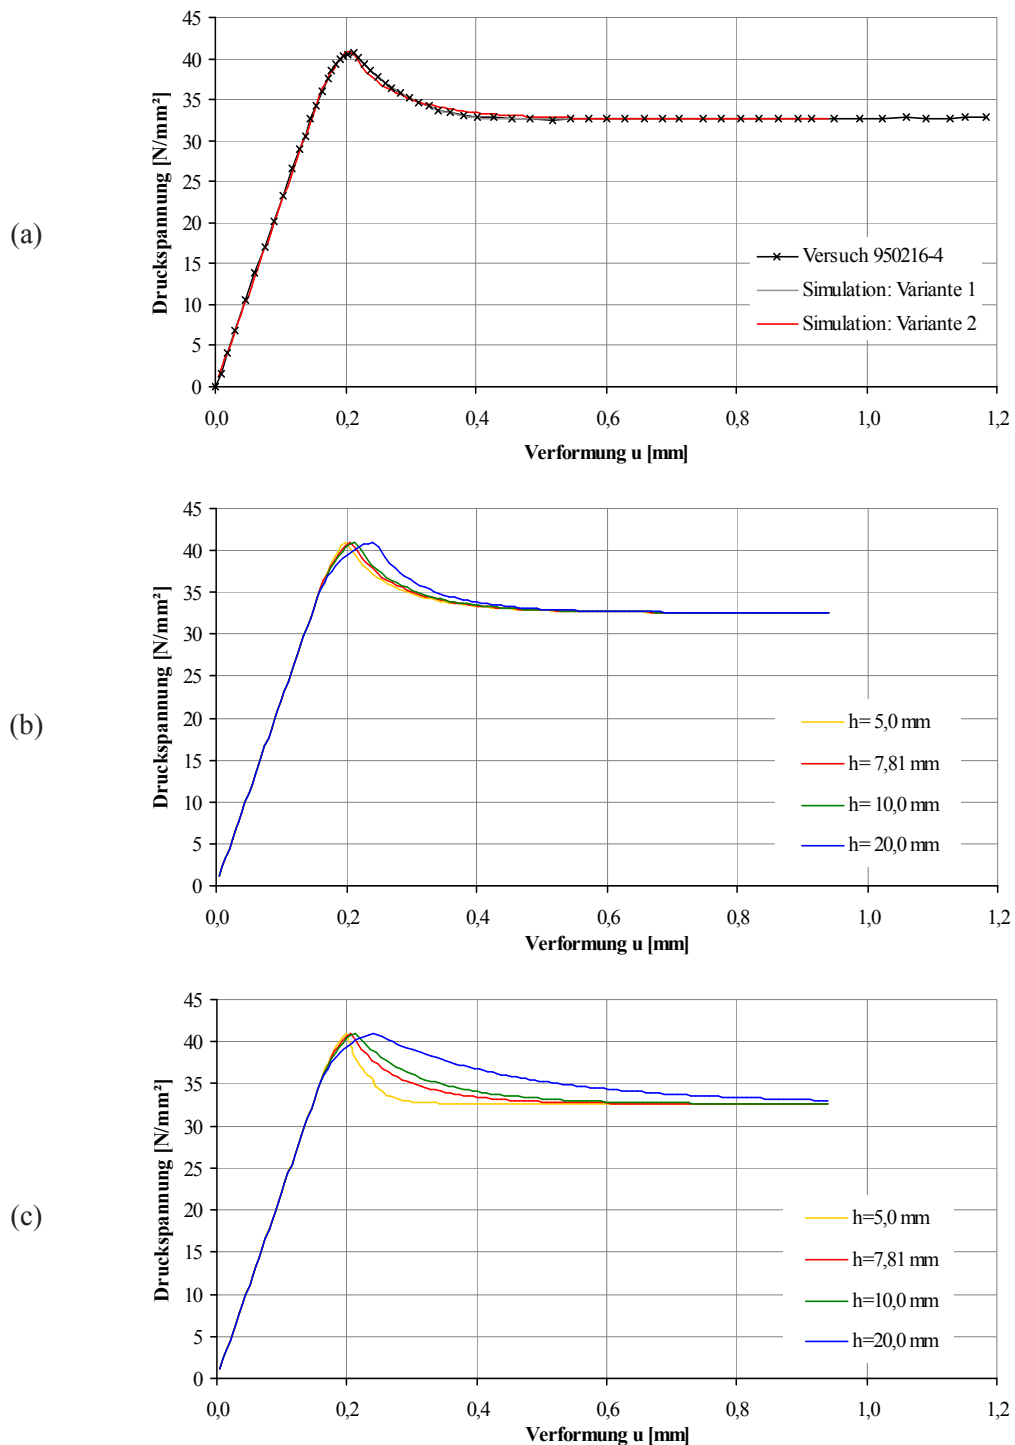 (a)
Druckspannung [N/mm²]
45
40
35
30
25
20
15
10
5
0
Versuch 950216-4
Simulation: Variante 1
Simulation: Variante 2
0,0 0,2 0,4 0,6 0,8 1,0 1,2
Verformung u [mm]
(b)
Druckspannung [N/mm²]
45
40
35
30
25
20
15
10
5
0
h= 5,0 mm
h= 7,81 mm
h= 10,0 mm
h= 20,0 mm
0,0 0,2 0,4 0,6 0,8 1,0 1,2
Verformung u [mm]
(c)
Druckspannung [N/mm²]
45
40
35
30
25
20
15
10
5
0
h=5,0 mm
h=7,81 mm
h=10,0 mm
h=20,0 mm
0,0 0,2 0,4 0,6 0,8 1,0 1,2
Verformung u [mm]